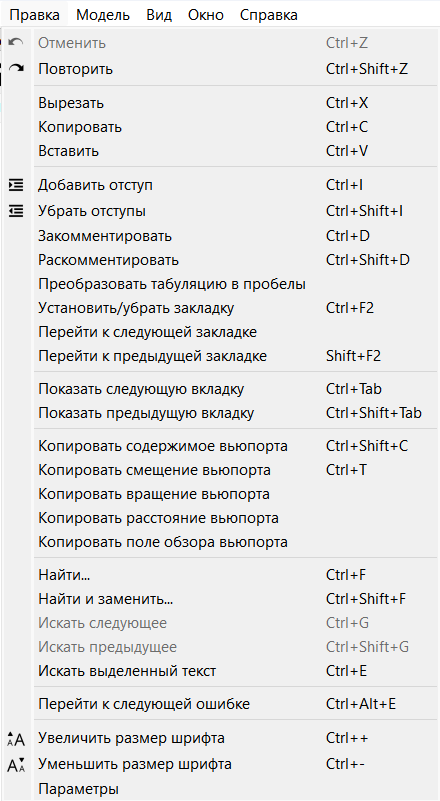 Правка Модель Вид Окно Справка
Отменить Ctrl+Z
Повторить Ctrl+Shift+Z
Вырезать Ctrl+X
Копировать Ctrl+C
Вставить Ctrl+V
Добавить отступ Ctrl+I
Убрать отступы Ctrl+Shift+I
Закомментировать Ctrl+D
Раскомментировать Ctrl+Shift+D
Преобразовать табуляцию в пробелы
Установить/убрать закладку Ctrl+F2
Перейти к следующей закладке
Перейти к предыдущей закладке Shift+F2
Показать следующую вкладку Ctrl+Tab
Показать предыдущую вкладку Ctrl+Shift+Tab
Копировать содержимое вьюпорта Ctrl+Shift+C
Копировать смещение вьюпорта Ctrl+T
Копировать вращение вьюпорта
Копировать расстояние вьюпорта
Копировать поле обзора вьюпорта
Найти... Ctrl+F
Найти и заменить... Ctrl+Shift+F
Искать следующее Ctrl+G
Искать предыдущее Ctrl+Shift+G
Искать выделенный текст Ctrl+E
Перейти к следующей ошибке Ctrl+Alt+E
Увеличить размер шрифта Ctrl++
Уменьшить размер шрифта Ctrl+-
Параметры